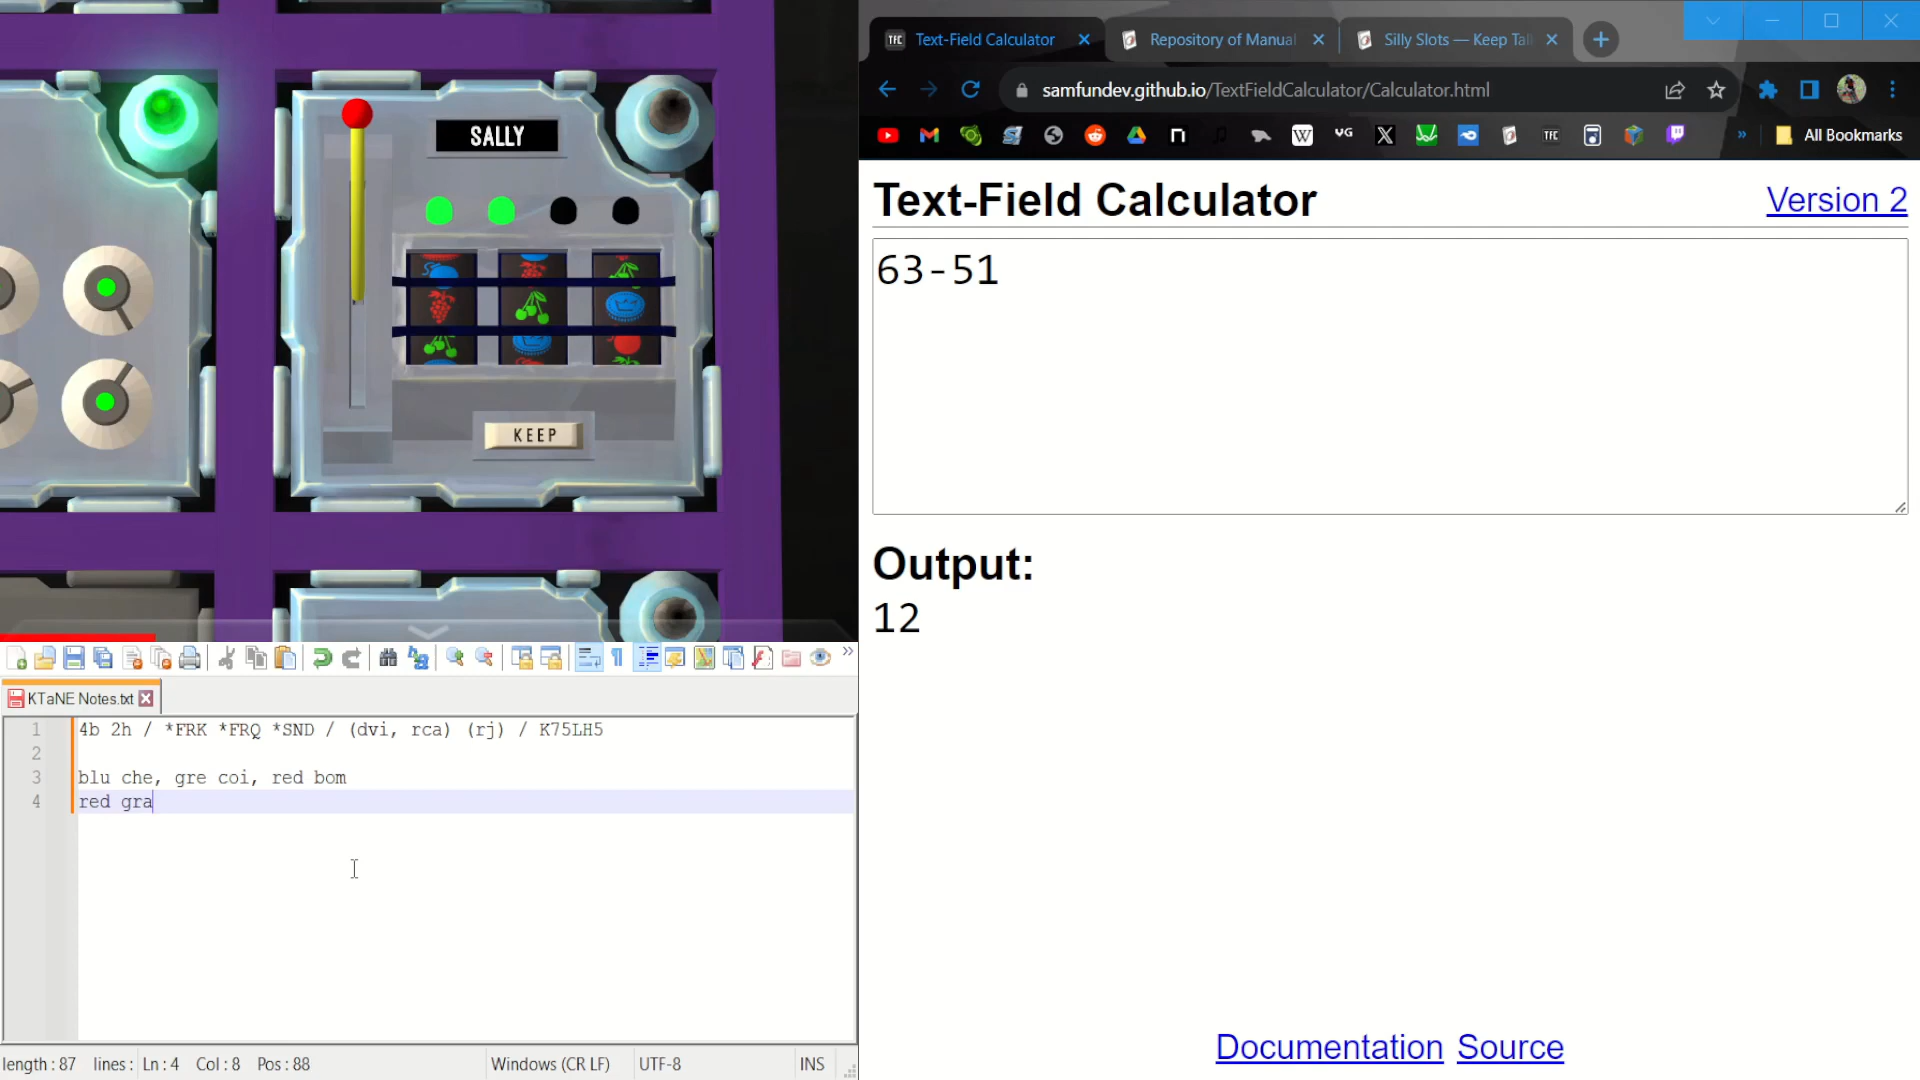 SALLY
KEEP
TFC Text-Field Calculator
Repository of Manual
Silly Slots — Keep Tal
samfundev.github.io/TextFieldCalculator/Calculator.html
VG
TFC
» All Bookmarks
Text-Field Calculator
Version 2
63-51
Output:
12
Documentation Source
KTaNE Notes.txt
1 4b 2h / *FRK *FRQ *SND / (dvi, rca) (rj) / K75LH5
2
3 blu che, gre coi, red bom
4 red gra
length : 87 lines : Ln : 4 Col : 8 Pos : 88 Windows (CR LF) UTF-8 INS